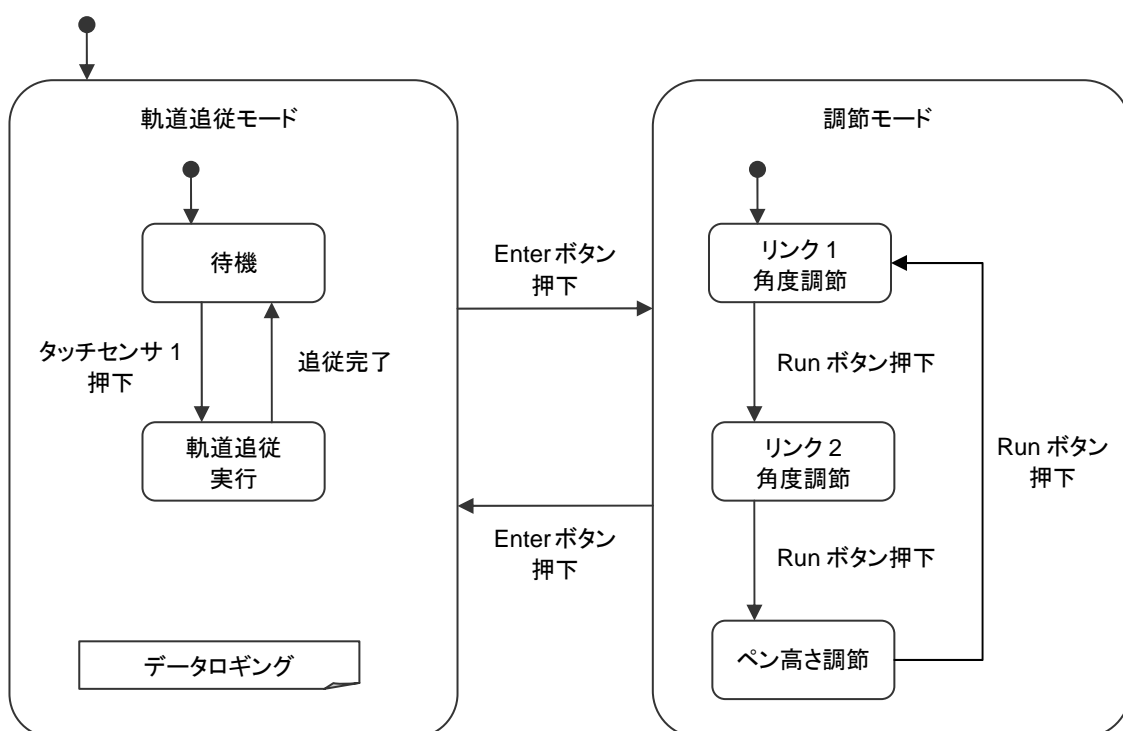 軌道追従モード
待機
タッチセンサ 1
押下
追従完了
軌道追従
実行
データロギング
Enter ボタン
押下
Enter ボタン
押下
調節モード
リンク 1
角度調節
Run ボタン押下
リンク 2
角度調節
Run ボタン
押下
Run ボタン押下
ペン高さ調節